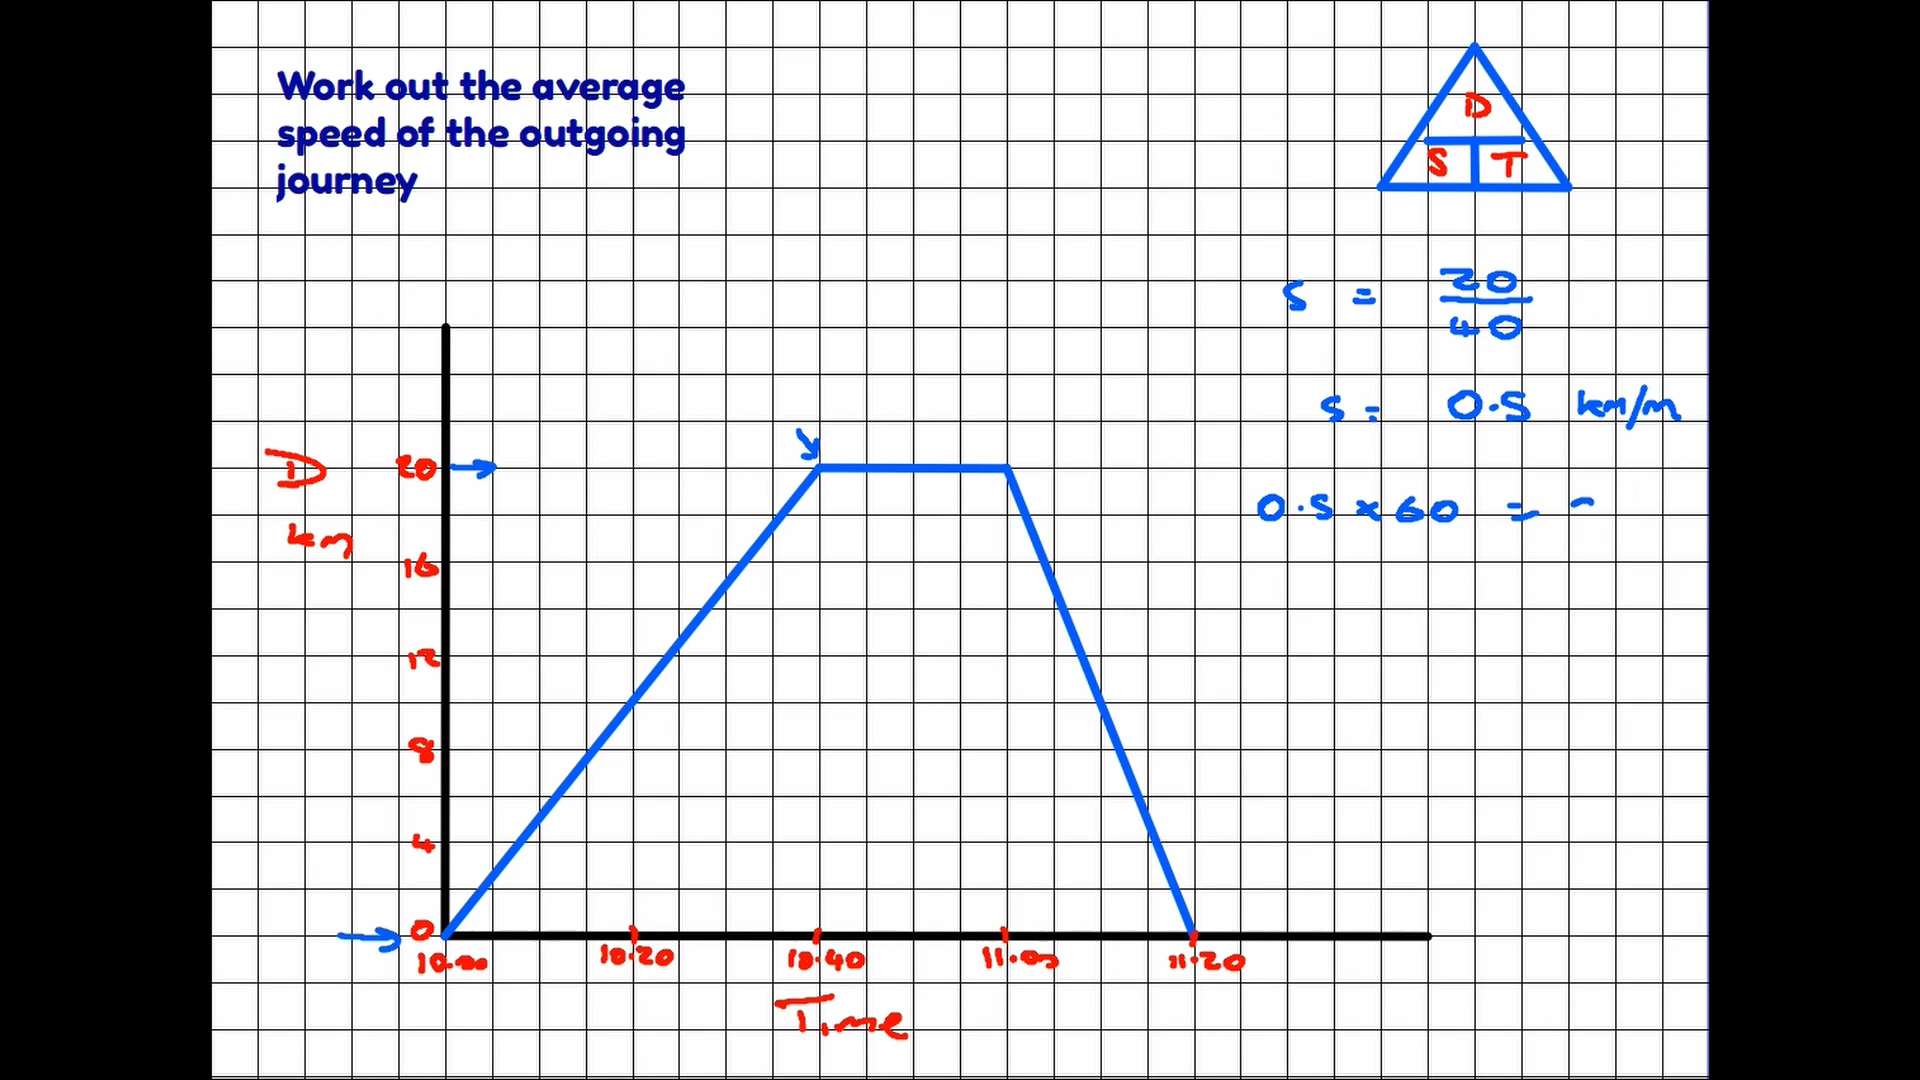 Work out the average
speed of the outgoing
journey
D
S T
S = 20
40
S = 0.5 km/m
0.5 x 60 =
D
km
20
16
12
8
4
0
10.00 10.20 10.40 11.00 11.20
Time